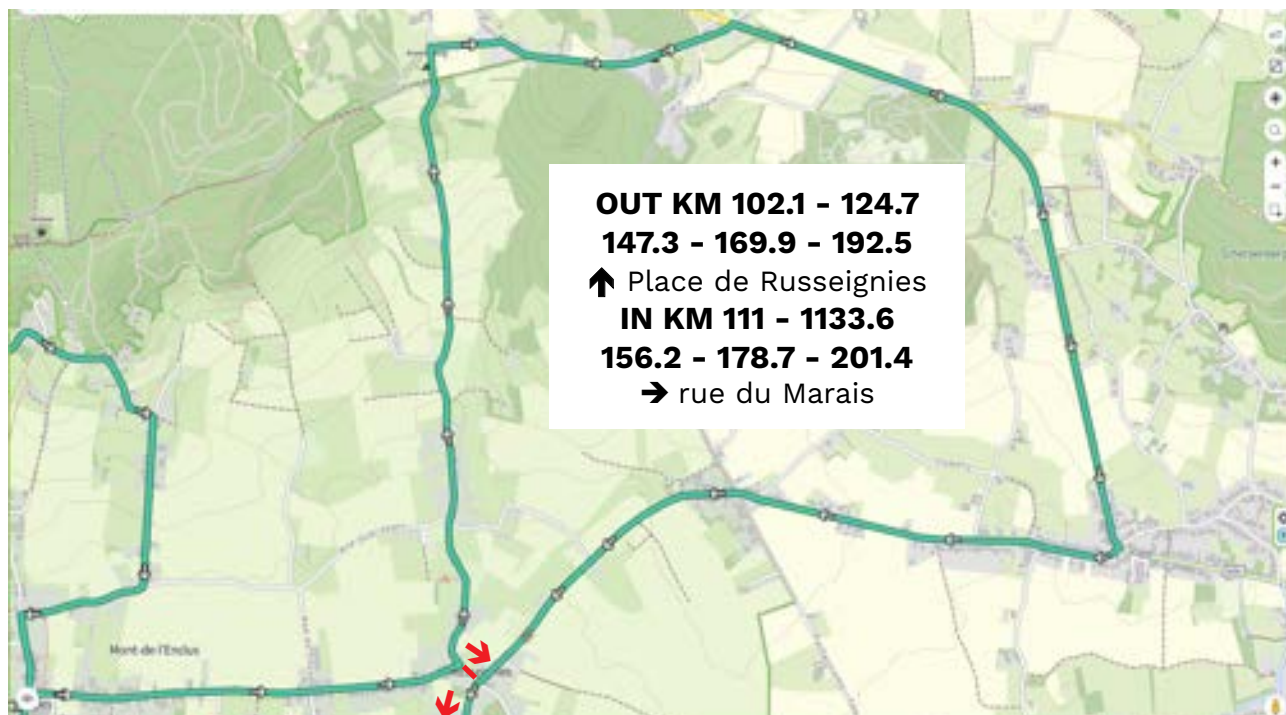 OUT KM 102.1 - 124.7
147.3 - 169.9 - 192.5
↑ Place de Russeignies
IN KM 111 - 1133.6
156.2 - 178.7 - 201.4
→ rue du Marais
Mont-de-l'Enclus